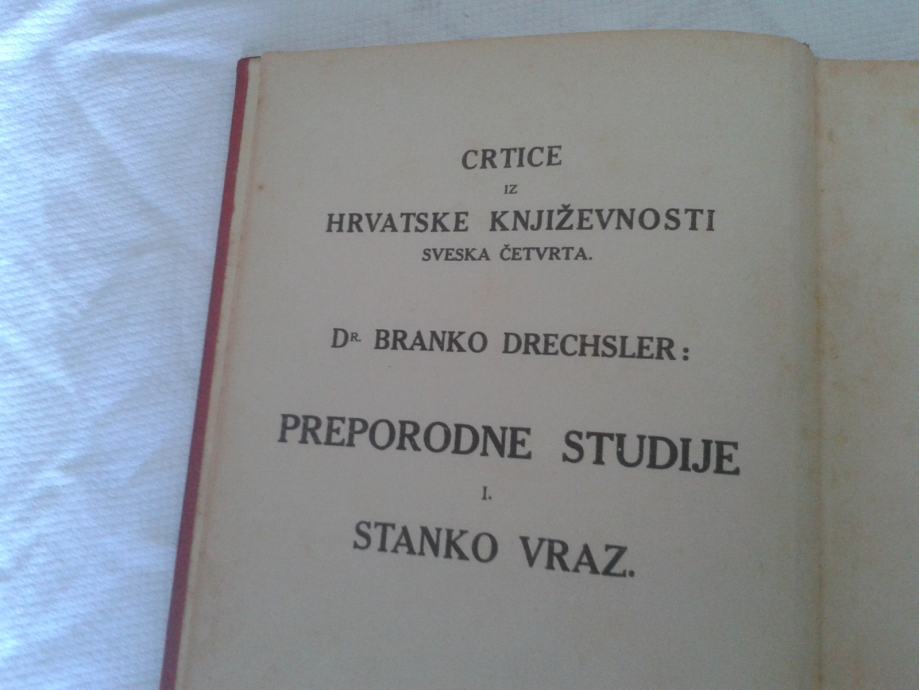 CRTICE
IZ
HRVATSKE KNJIŽEVNOSTI
SVESKA ČETVRTA.
DR. BRANKO DRECHSLER:
PREPORODNE STUDIJE
I.
STANKO VRAZ.